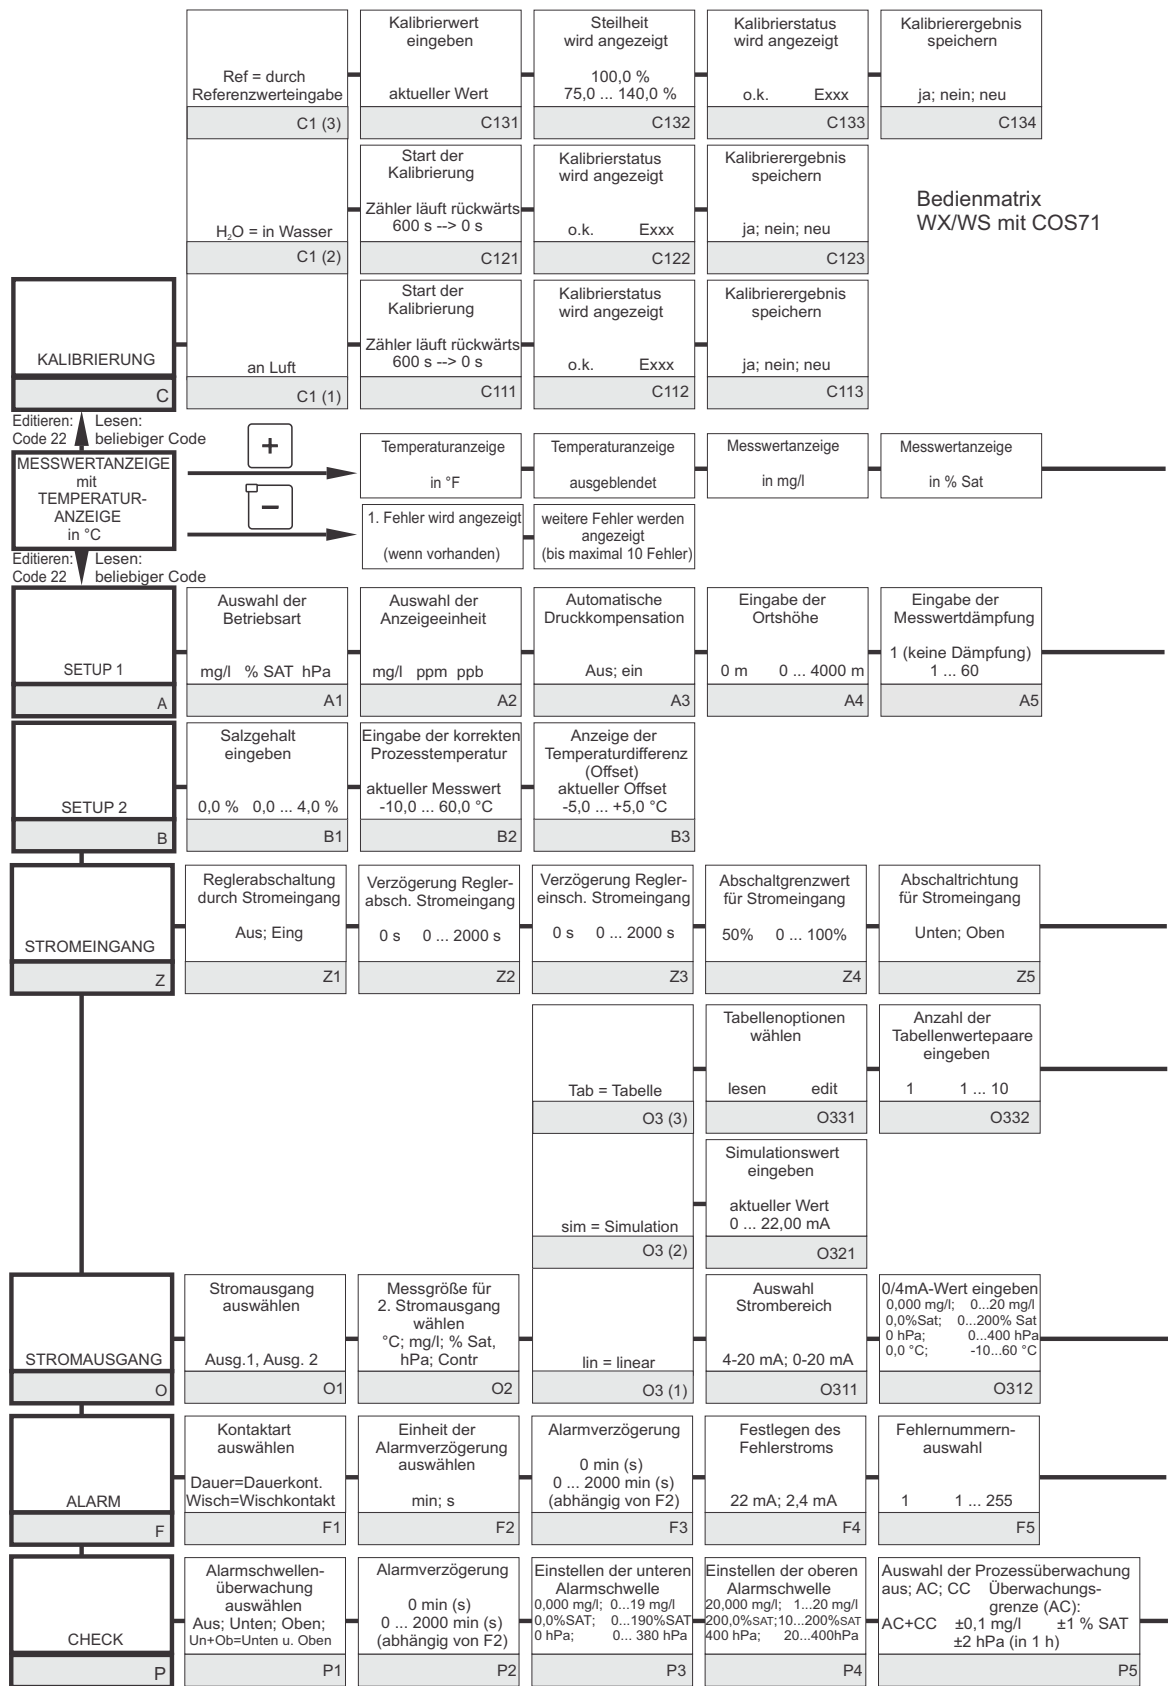 Ref = durch
Referenzwerteingabe
C1 (3)
Kalibrierwert
eingeben
aktueller Wert
C131
Steilheit
wird angezeigt
100,0 %
75,0 ... 140,0 %
C132
Kalibrierstatus
wird angezeigt
o.k. Exxx
C133
Kalibrierergebnis
speichern
ja; nein; neu
C134
H₂O = in Wasser
C1 (2)
Start der
Kalibrierung
Zähler läuft rückwärts
600 s --> 0 s
C121
Kalibrierstatus
wird angezeigt
o.k. Exxx
C122
Kalibrierergebnis
speichern
ja; nein; neu
C123
Bedienmatrix
WX/WS mit COS71
KALIBRIERUNG
C
an Luft
C1 (1)
Start der
Kalibrierung
Zähler läuft rückwärts
600 s --> 0 s
C111
Kalibrierstatus
wird angezeigt
o.k. Exxx
C112
Kalibrierergebnis
speichern
ja; nein; neu
C113
Editieren: Lesen:
Code 22 beliebiger Code
MESSWERTANZEIGE
mit
TEMPERATUR-
ANZEIGE
in °C
+
Temperaturanzeige
in °F
Temperaturanzeige
ausgeblendet
Messwertanzeige
in mg/l
Messwertanzeige
in % Sat
−
1. Fehler wird angezeigt
(wenn vorhanden)
weitere Fehler werden
angezeigt
(bis maximal 10 Fehler)
Editieren: Lesen:
Code 22 beliebiger Code
SETUP 1
A
Auswahl der
Betriebsart
mg/l % SAT hPa
A1
Auswahl der
Anzeigeeinheit
mg/l ppm ppb
A2
Automatische
Druckkompensation
Aus; ein
A3
Eingabe der
Ortshöhe
0 m 0 ... 4000 m
A4
Eingabe der
Messwertdämpfung
1 (keine Dämpfung)
1 ... 60
A5
SETUP 2
B
Salzgehalt
eingeben
0,0 % 0,0 ... 4,0 %
B1
Eingabe der korrekten
Prozesstemperatur
aktueller Messwert
-10,0 ... 60,0 °C
B2
Anzeige der
Temperaturdifferenz
(Offset)
aktueller Offset
-5,0 ... +5,0 °C
B3
STROMEINGANG
Z
Reglerabschaltung
durch Stromeingang
Aus; Eing
Z1
Verzögerung Regler-
absch. Stromeingang
0 s 0 ... 2000 s
Z2
Verzögerung Regler-
einsch. Stromeingang
0 s 0 ... 2000 s
Z3
Abschaltgrenzwert
für Stromeingang
50% 0 ... 100%
Z4
Abschaltrichtung
für Stromeingang
Unten; Oben
Z5
Tab = Tabelle
O3 (3)
Tabellenoptionen
wählen
lesen edit
O331
Anzahl der
Tabellenwertepaare
eingeben
1 1 ... 10
O332
sim = Simulation
O3 (2)
Simulationswert
eingeben
aktueller Wert
0 ... 22,00 mA
O321
STROMAUSGANG
O
Stromausgang
auswählen
Ausg.1, Ausg. 2
O1
Messgröße für
2. Stromausgang
wählen
°C; mg/l; % Sat,
hPa; Contr
O2
lin = linear
O3 (1)
Auswahl
Strombereich
4-20 mA; 0-20 mA
O311
0/4mA-Wert eingeben
0,000 mg/l; 0...20 mg/l
0,0%Sat; 0...200% Sat
0 hPa; 0...400 hPa
0,0 °C; -10...60 °C
O312
ALARM
F
Kontaktart
auswählen
Dauer=Dauerkont.
Wisch=Wischkontakt
F1
Einheit der
Alarmverzögerung
auswählen
min; s
F2
Alarmverzögerung
0 min (s)
0 ... 2000 min (s)
(abhängig von F2)
F3
Festlegen des
Fehlerstroms
22 mA; 2,4 mA
F4
Fehlernummern-
auswahl
1 1 ... 255
F5
CHECK
P
Alarmschwellen-
überwachung
auswählen
Aus; Unten; Oben;
Un+Ob=Unten u. Oben
P1
Alarmverzögerung
0 min (s)
0 ... 2000 min (s)
(abhängig von F2)
P2
Einstellen der unteren
Alarmschwelle
0,000 mg/l; 0...19 mg/l
0,0%SAT; 0...190%SAT
0 hPa; 0... 380 hPa
P3
Einstellen der oberen
Alarmschwelle
20,000 mg/l; 1...20 mg/l
200,0%SAT;10...200%SAT
400 hPa; 20...400hPa
P4
Auswahl der Prozessüberwachung
aus; AC; CC Überwachungs-
grenze (AC):
AC+CC ±0,1 mg/l ±1 % SAT
±2 hPa (in 1 h)
P5